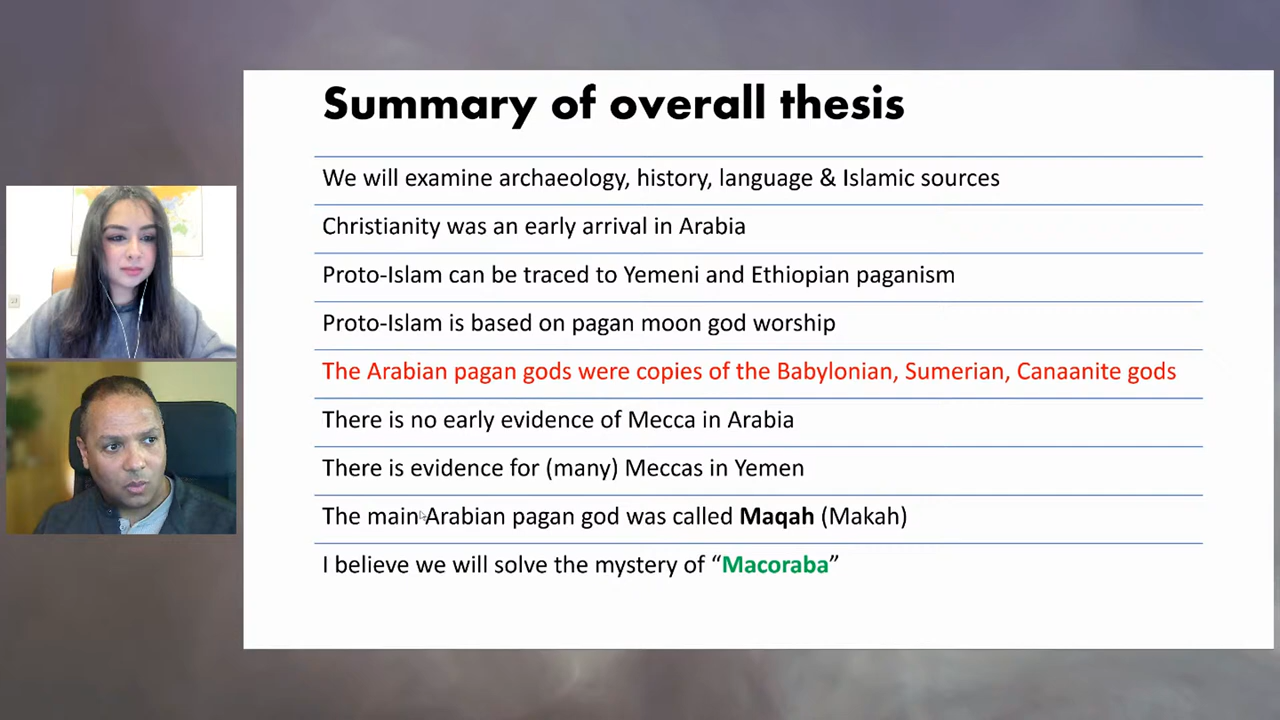 Summary of overall thesis
We will examine archaeology, history, language & Islamic sources
Christianity was an early arrival in Arabia
Proto-Islam can be traced to Yemeni and Ethiopian paganism
Proto-Islam is based on pagan moon god worship
The Arabian pagan gods were copies of the Babylonian, Sumerian, Canaanite gods
There is no early evidence of Mecca in Arabia
There is evidence for (many) Meccas in Yemen
The main Arabian pagan god was called Maqah (Makah)
I believe we will solve the mystery of “Macoraba”